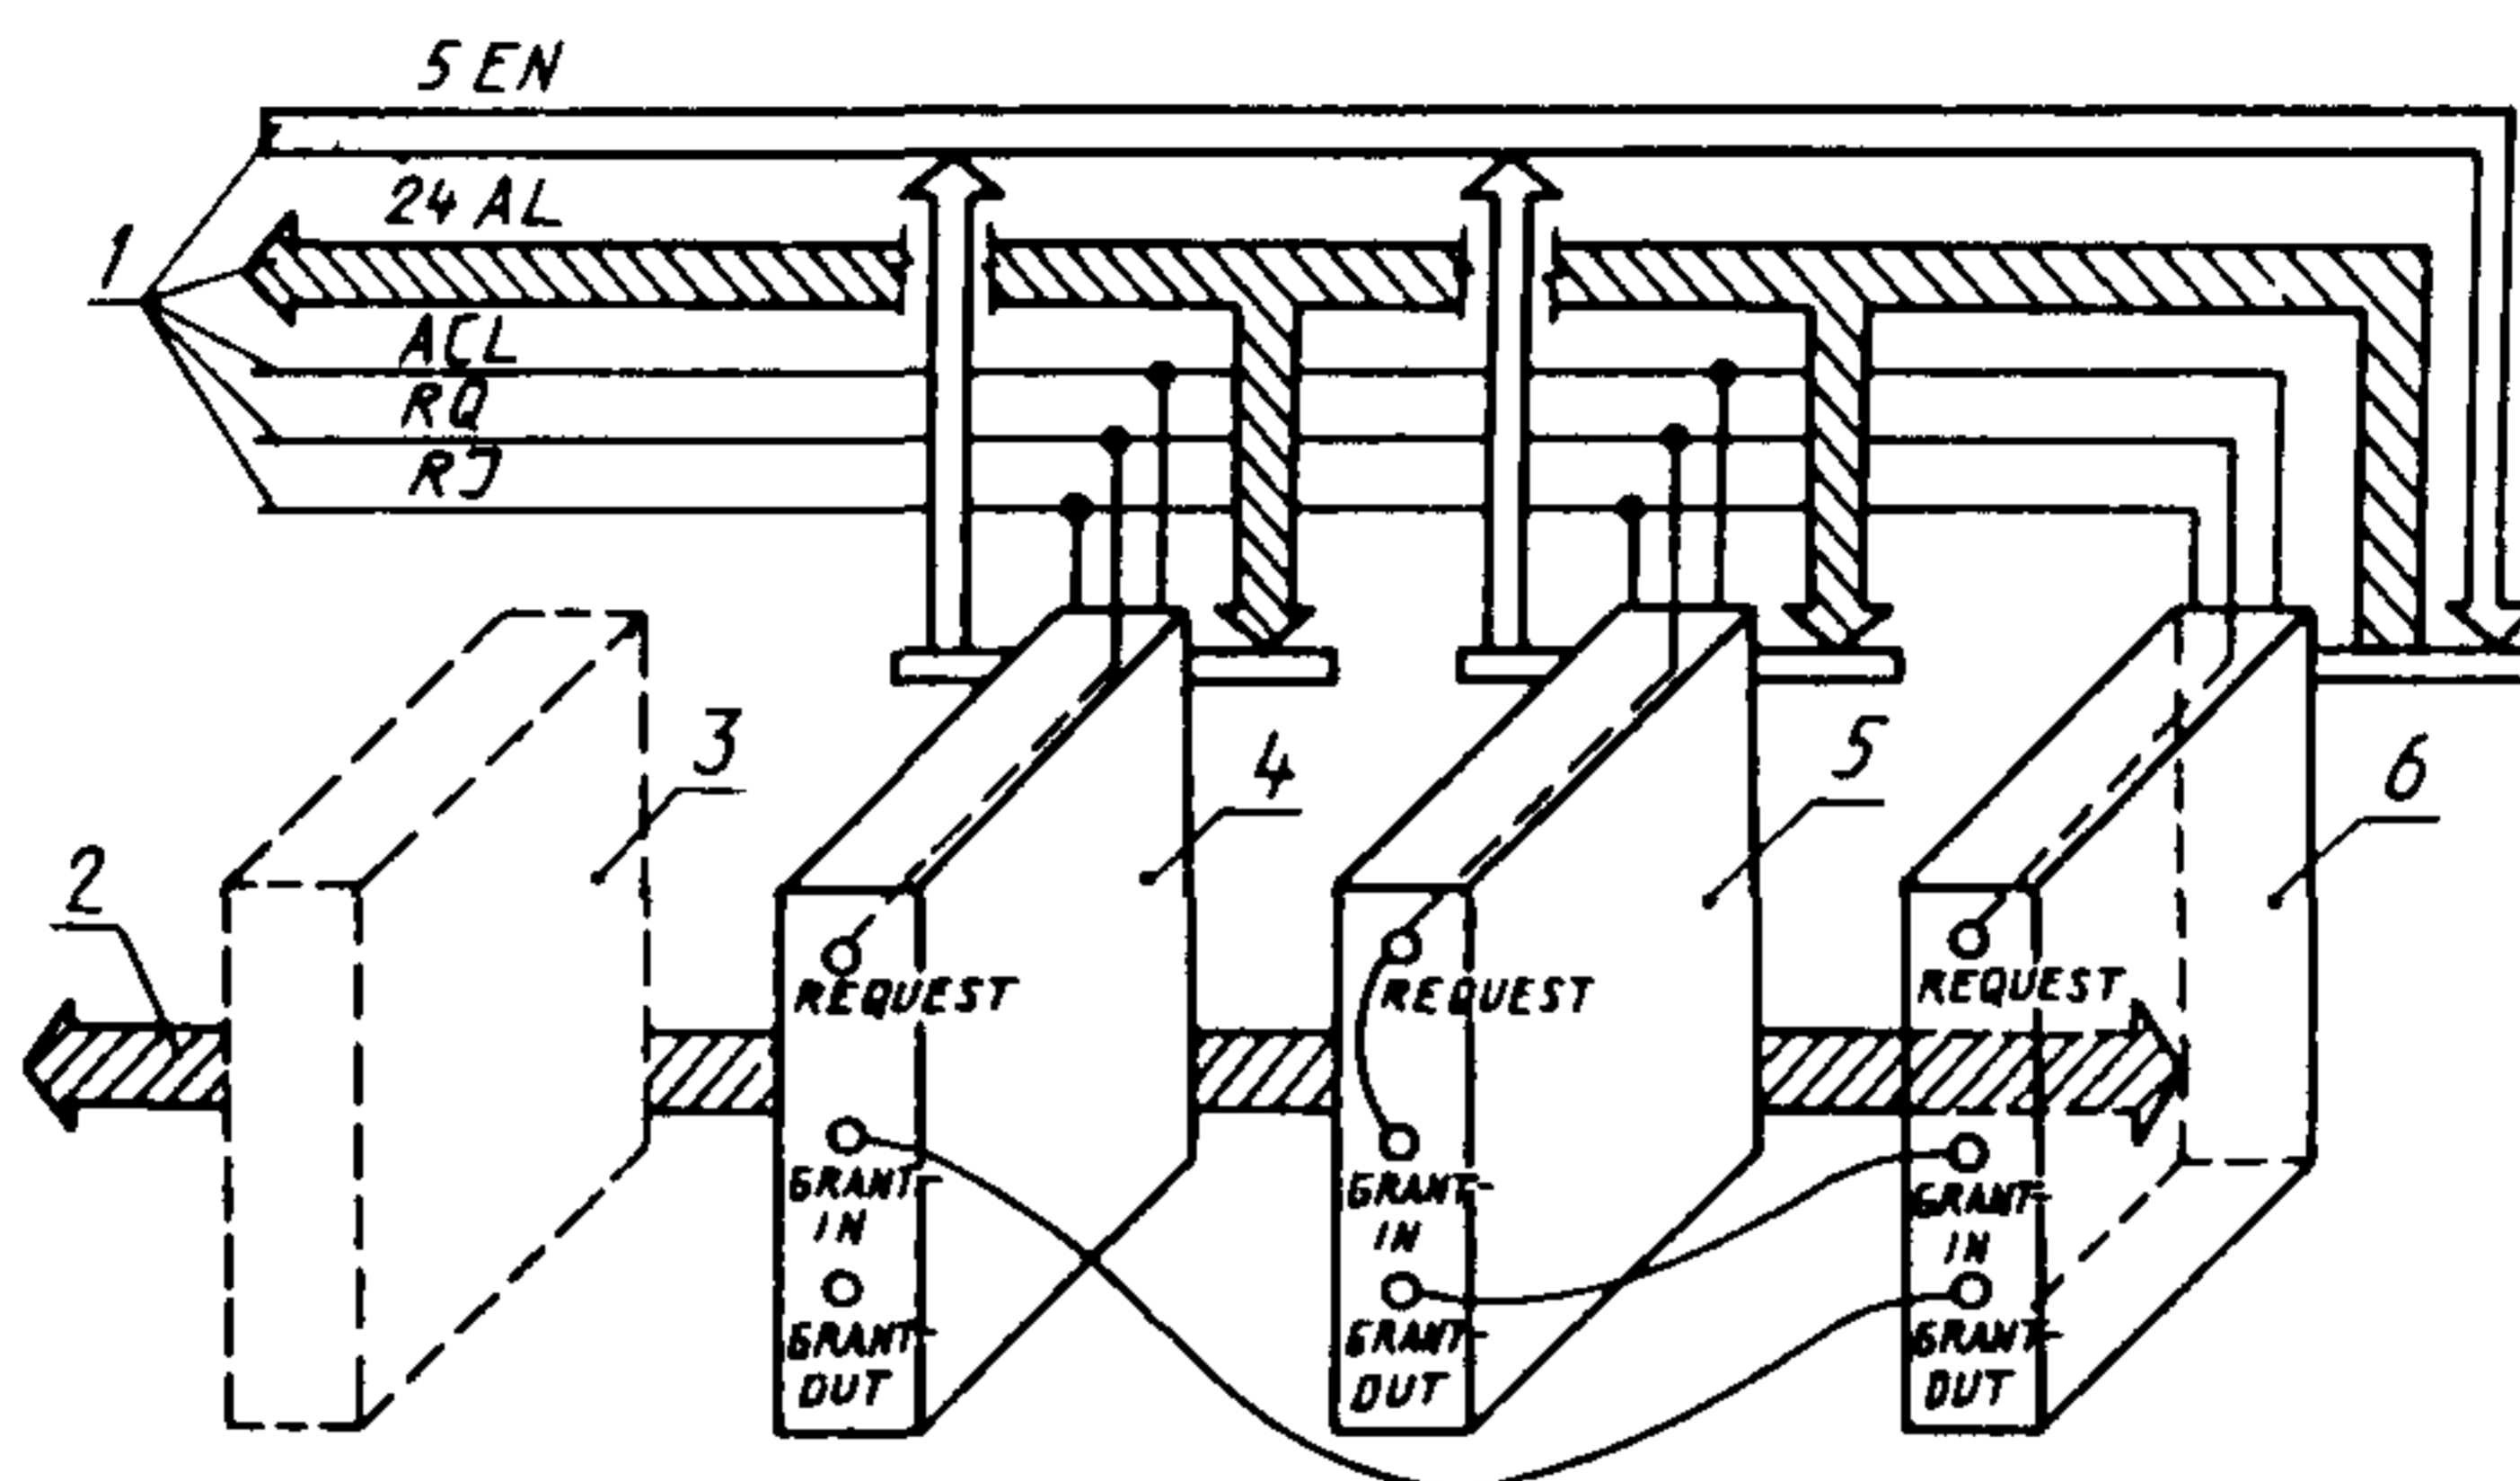 5 EN
24 AL
1
ACL
RQ
RJ
3
4
5
6
2
REQUEST
REQUEST
REQUEST
GRANT-
IN
GRANT-
IN
GRANT-
IN
GRANT-
OUT
GRANT-
OUT
GRANT-
OUT